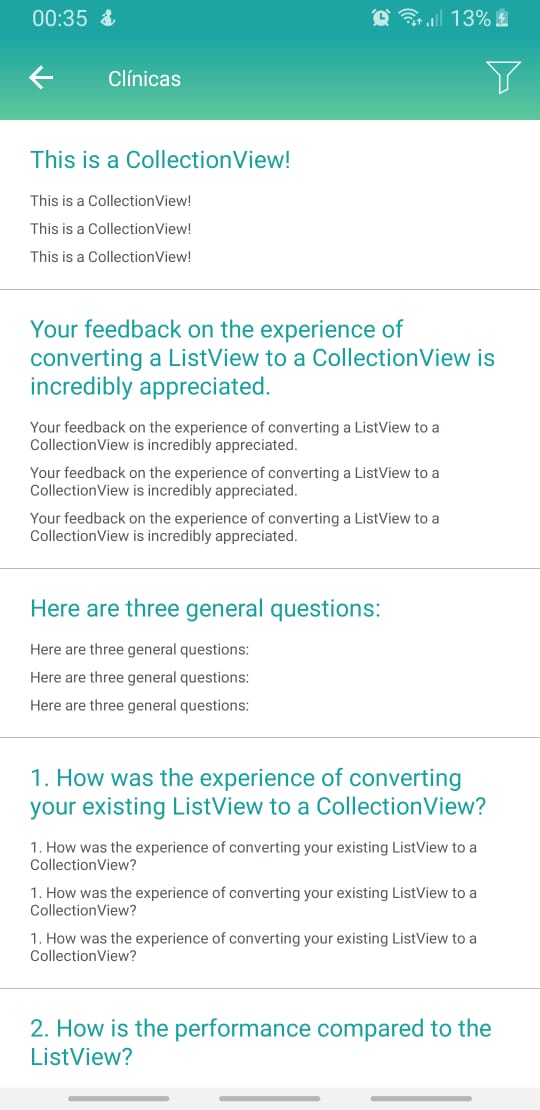 00:35 13%
Clínicas
This is a CollectionView!
This is a CollectionView!
This is a CollectionView!
This is a CollectionView!
Your feedback on the experience of
converting a ListView to a CollectionView is
incredibly appreciated.
Your feedback on the experience of converting a ListView to a
CollectionView is incredibly appreciated.
Your feedback on the experience of converting a ListView to a
CollectionView is incredibly appreciated.
Your feedback on the experience of converting a ListView to a
CollectionView is incredibly appreciated.
Here are three general questions:
Here are three general questions:
Here are three general questions:
Here are three general questions:
1. How was the experience of converting
your existing ListView to a CollectionView?
1. How was the experience of converting your existing ListView to a
CollectionView?
1. How was the experience of converting your existing ListView to a
CollectionView?
1. How was the experience of converting your existing ListView to a
CollectionView?
2. How is the performance compared to the
ListView?